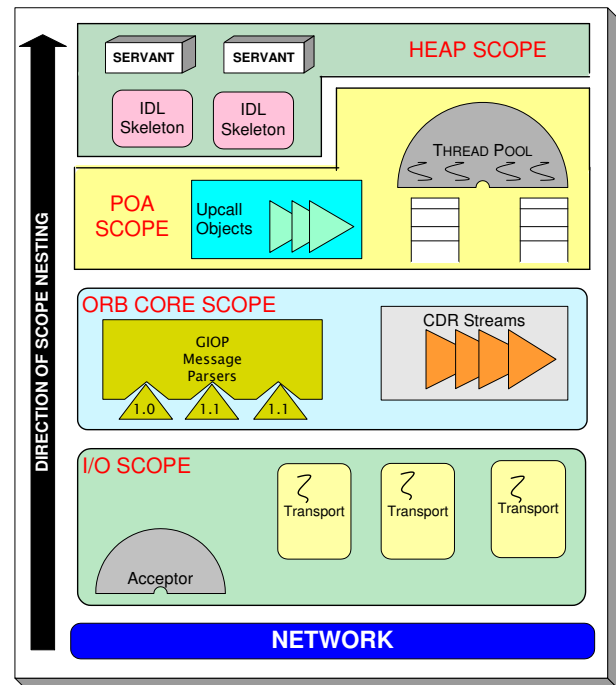 SERVANT
SERVANT
HEAP SCOPE
IDL
Skeleton
IDL
Skeleton
THREAD POOL
POA
SCOPE
Upcall
Objects
ORB CORE SCOPE
GIOP
Message
Parsers
1.0
1.1
1.1
CDR Streams
I/O SCOPE
Transport
Transport
Transport
Acceptor
NETWORK
DIRECTION OF SCOPE NESTING